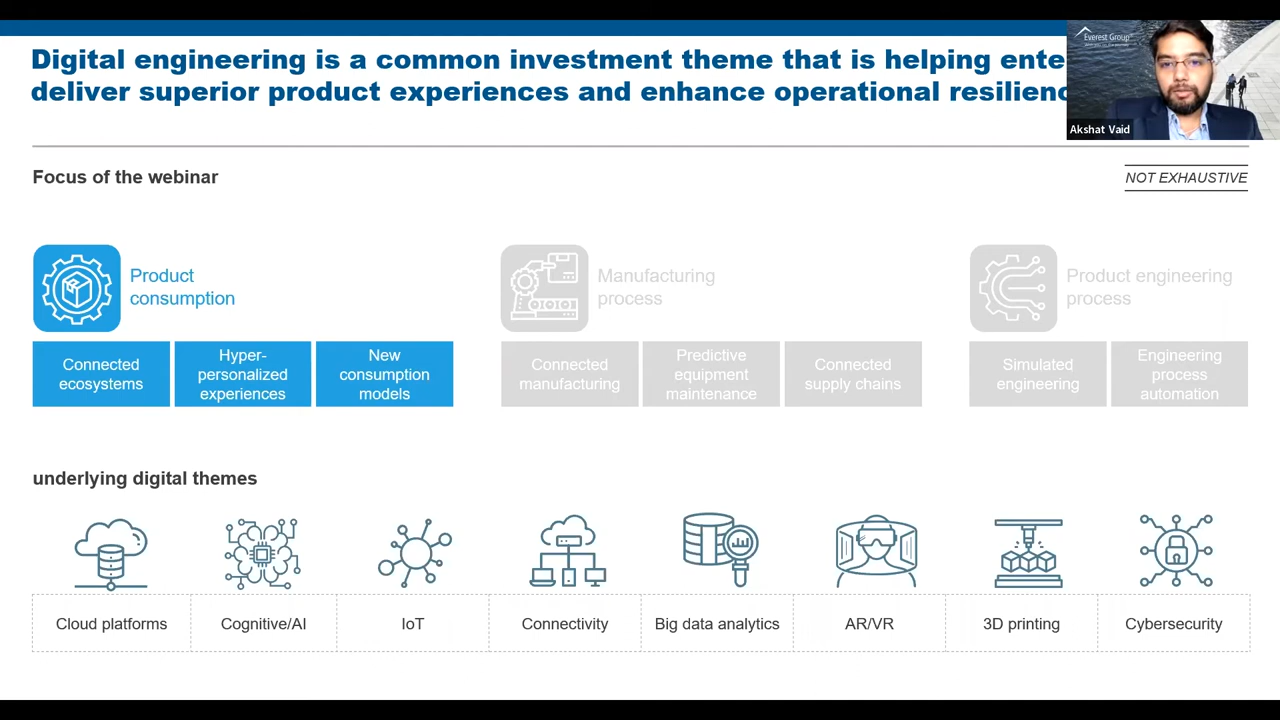 Digital engineering is a common investment theme that is helping ente
deliver superior product experiences and enhance operational resilienc
Everest Group
Akshat Vaid
Focus of the webinar
NOT EXHAUSTIVE
Product
consumption
Manufacturing
process
Product engineering
process
Connected
ecosystems
Hyper-
personalized
experiences
New
consumption
models
Connected
manufacturing
Predictive
equipment
maintenance
Connected
supply chains
Simulated
engineering
Engineering
process
automation
underlying digital themes
Cloud platforms
Cognitive/AI
IoT
Connectivity
Big data analytics
AR/VR
3D printing
Cybersecurity